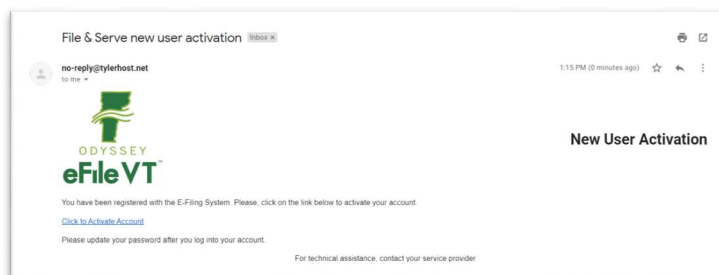 File & Serve new user activation Inbox x
no-reply@tylerhost.net 1:15 PM (0 minutes ago)
to me
ODYSSEY
eFileVT™
New User Activation
You have been registered with the E-Filing System. Please, click on the link below to activate your account.
Click to Activate Account
Please update your password after you log into your account.
For technical assistance, contact your service provider